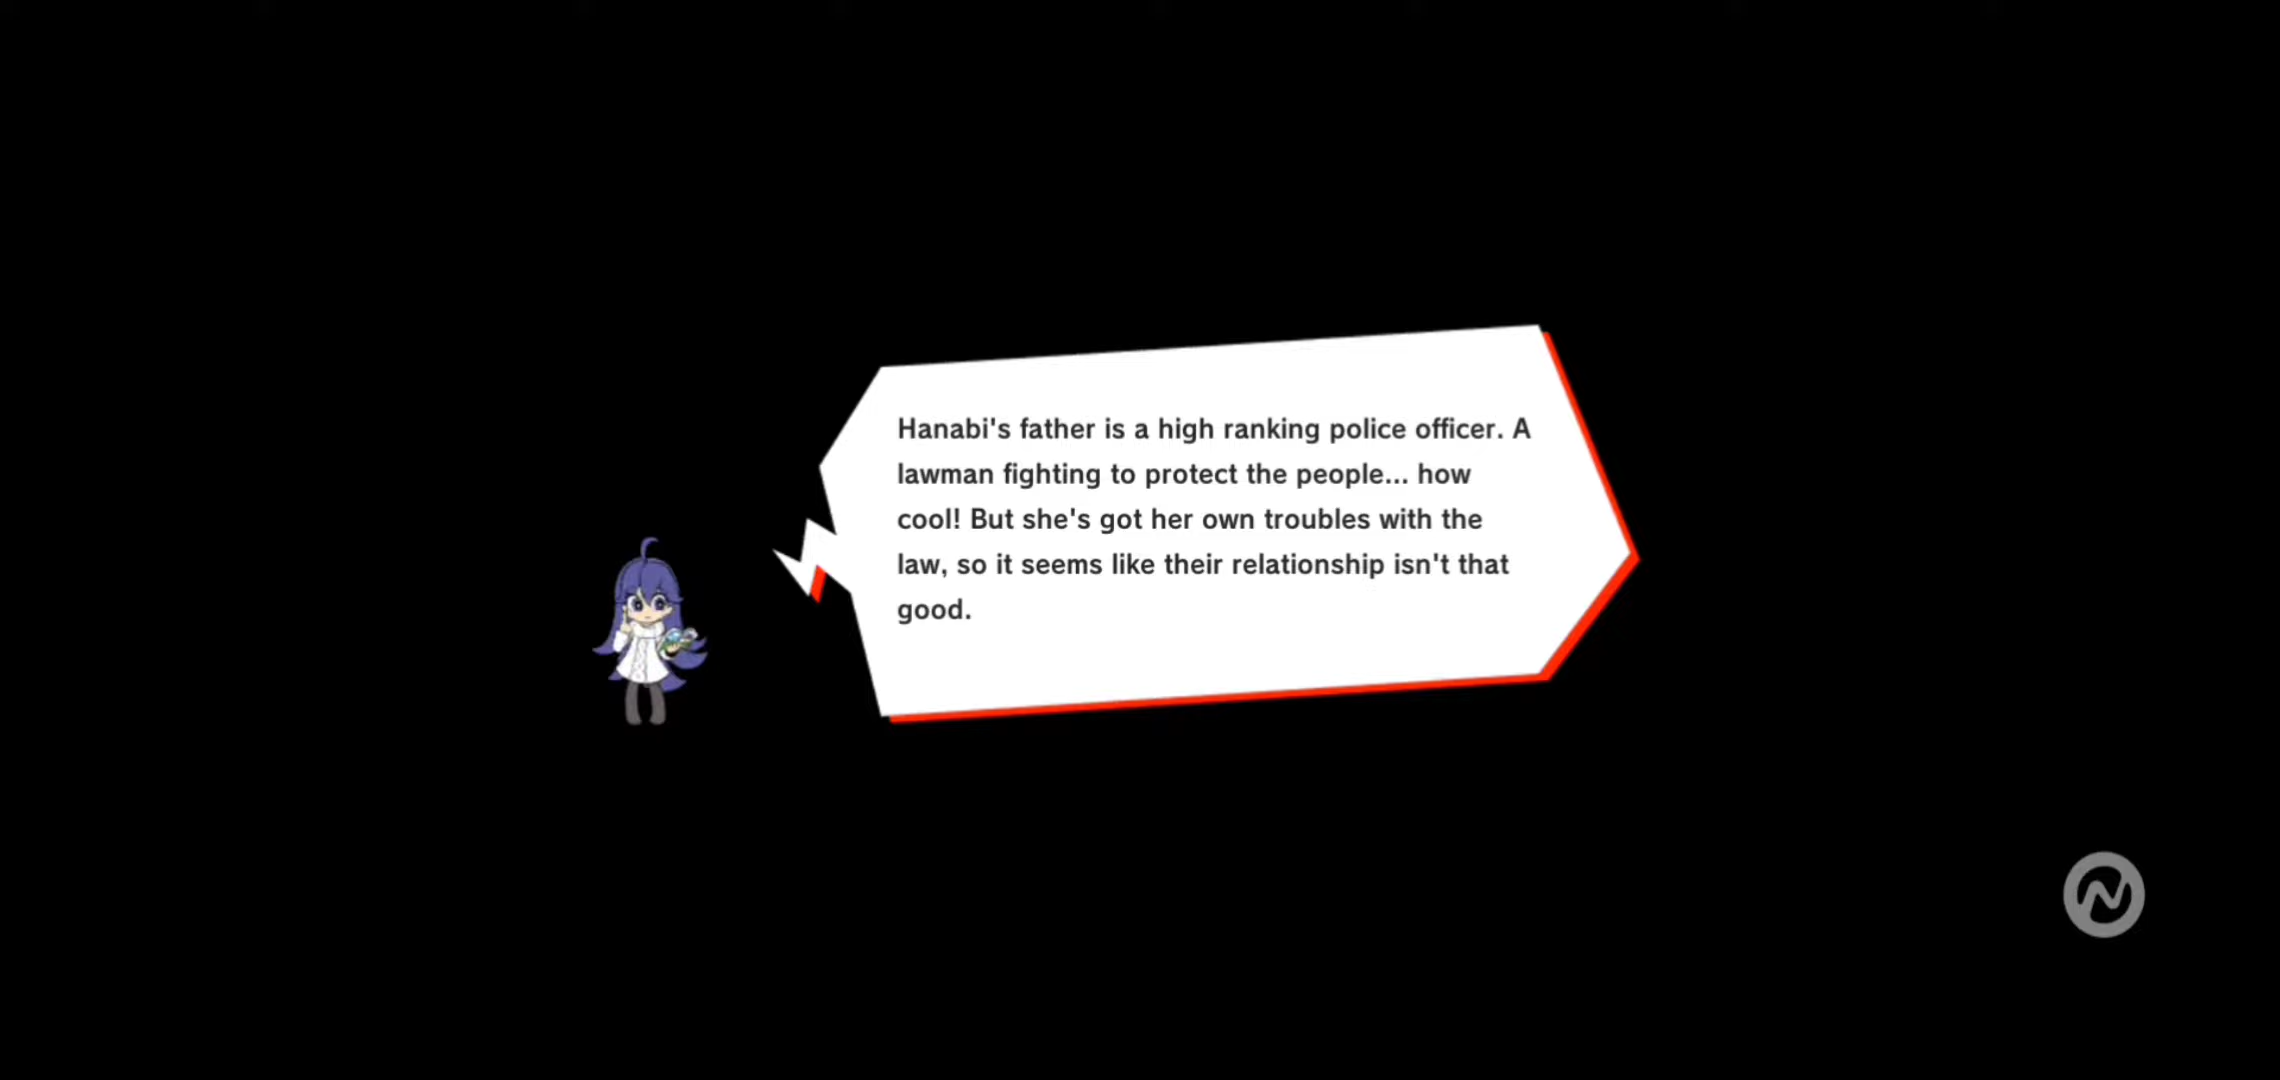 Hanabi's father is a high ranking police officer. A
lawman fighting to protect the people... how
cool! But she's got her own troubles with the
law, so it seems like their relationship isn't that
good.